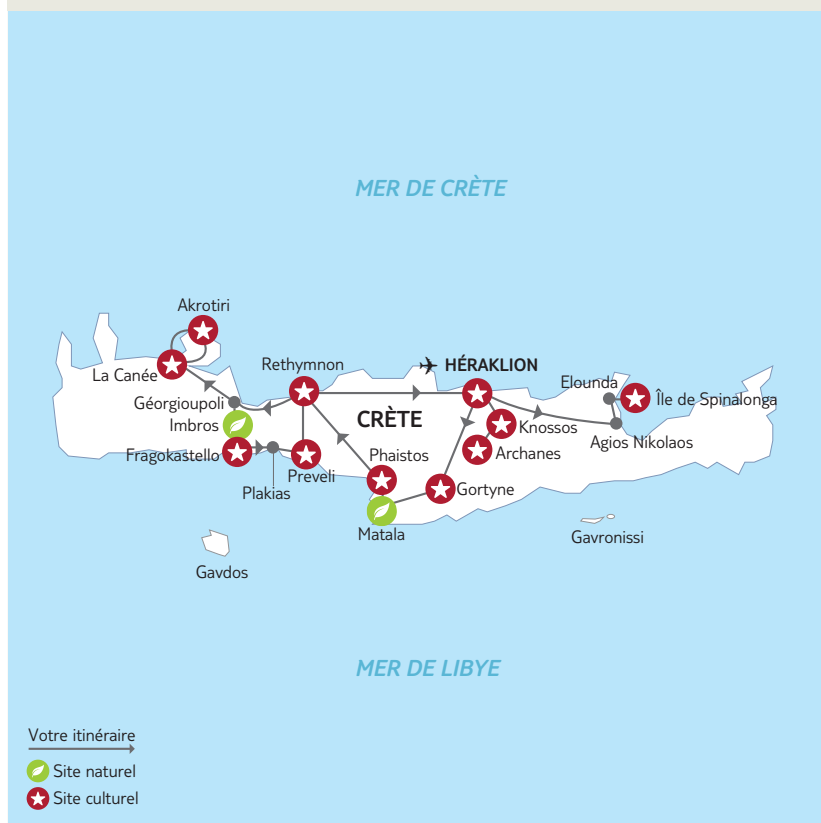 MER DE CRÈTE
Akrotiri
Rethymnon
HÉRAKLION
La Canée
Elounda
Île de Spinalonga
Géorgioupoli
CRÈTE
Imbros
Knossos
Agios Nikolaos
Fragokastello
Phaistos
Archanes
Preveli
Plakias
Gortyne
Matala
Gavronissi
Gavdos
MER DE LIBYE
Votre itinéraire
Site naturel
Site culturel